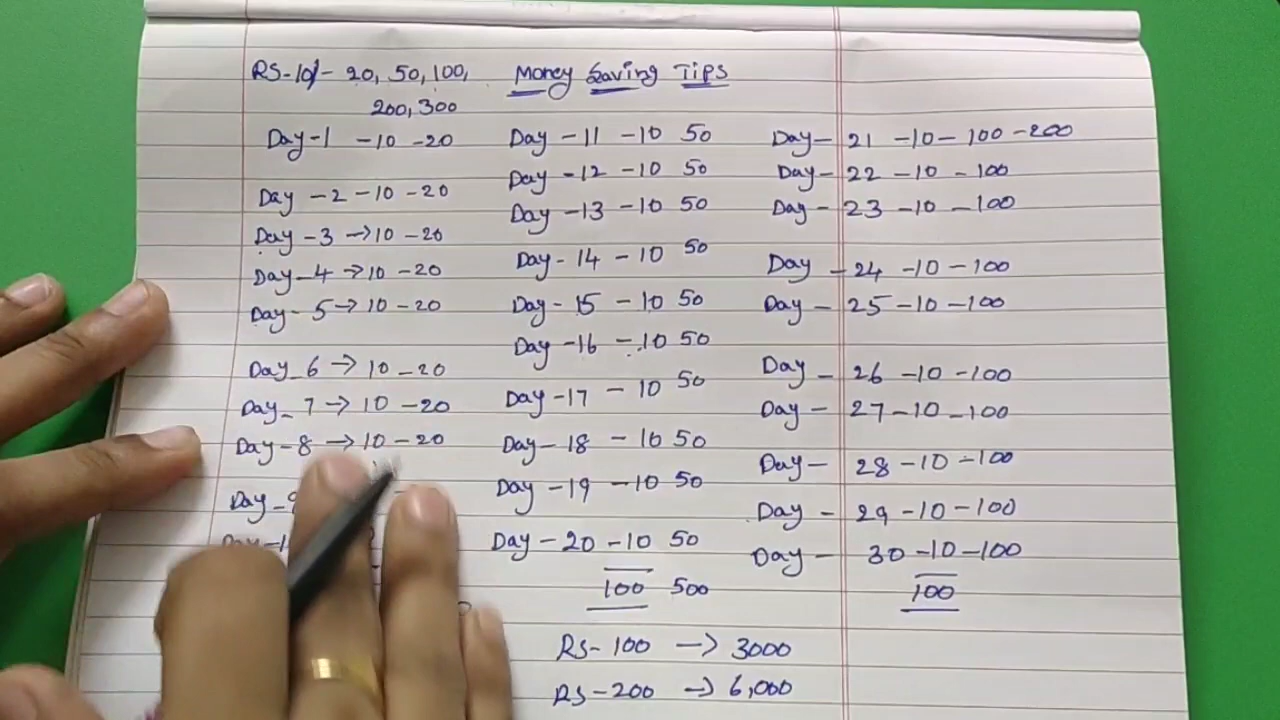 RS-10/- 20, 50, 100, Money Saving Tips
200, 300
Day-1 -10 -20
Day -2 -10 -20
Day -3 →10 -20
Day -4 →10 -20
Day - 5→10 -20
Day -6 →10 -20
Day - 7→10 -20
Day -8 →10 -20
Day -9
Day -1
Day -11 -10 50
Day -12 -10 50
Day -13 -10 50
Day- 14 -10 50
Day- 15 -10 50
Day -16 -10 50
Day -17 - 10 50
Day- 18 - 10 50
Day -19 -10 50
Day -20 -10 50
100 500
Day- 21 -10- 100 -200
Day- 22 -10 -100
Day -23 -10 -100
Day -24 -10 -100
Day - 25 -10 -100
Day - 26 -10 -100
Day - 27 -10 -100
Day- 28 -10 -100
Day - 29 -10 -100
Day - 30 -10 -100
100
RS- 100 → 3000
RS -200 → 6,000